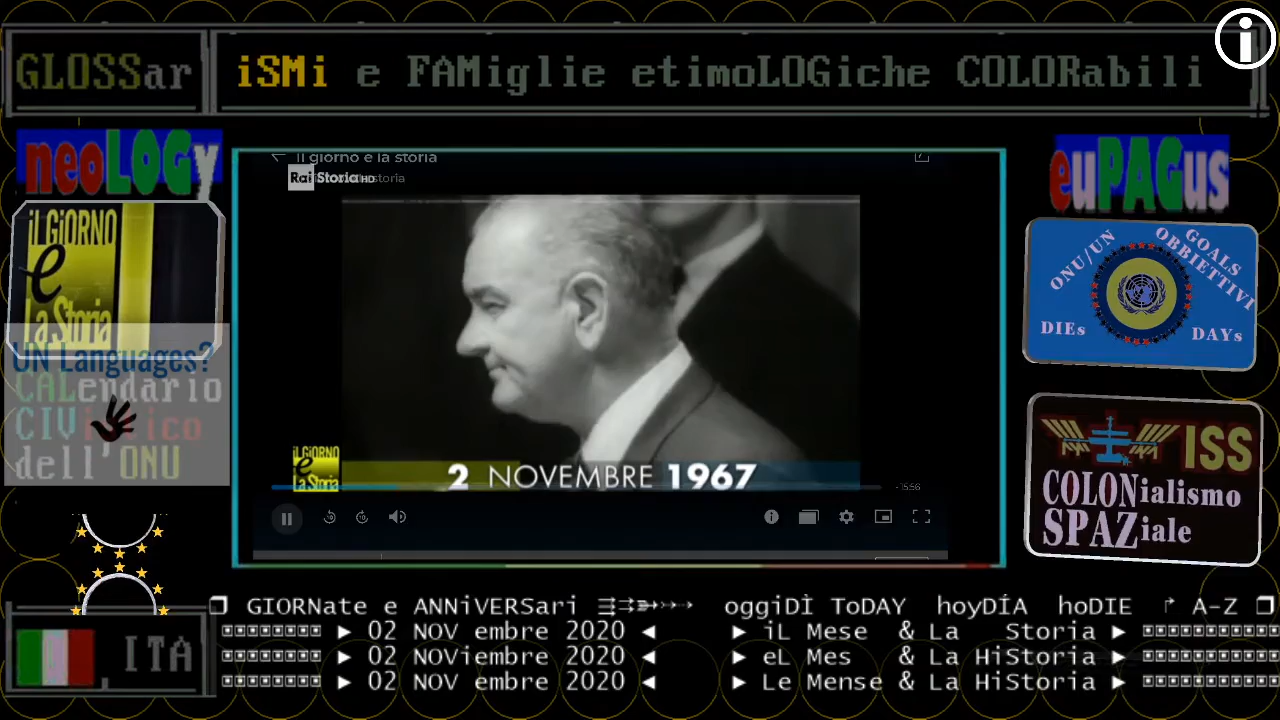 GLOSSar
iSMi e FAMiglie etimoLOGiche COLORabili
neoLOGy
euPAGus
il giorno e la storia
Rai Storia HD
iL GiORNO
e
La Storia
UN Languages?
CALendario
CIVi
dell'ONU
ONU/UN
GOALS
OBBIETTIVI
DIEs
DAYs
ISS
COLONialismo
SPAZiale
iL GiORNO
e
La Storia
2 NOVEMBRE 1967
-15:56
GIORNate e ANNiVERSari oggiDÌ ToDAY hoyDÍA hoDIE A-Z
02 NOV embre 2020 iL Mese & La Storia
02 NOViembre 2020 eL Mes & La HiStoria
02 NOV embre 2020 Le Mense & La HiStoria
ITA